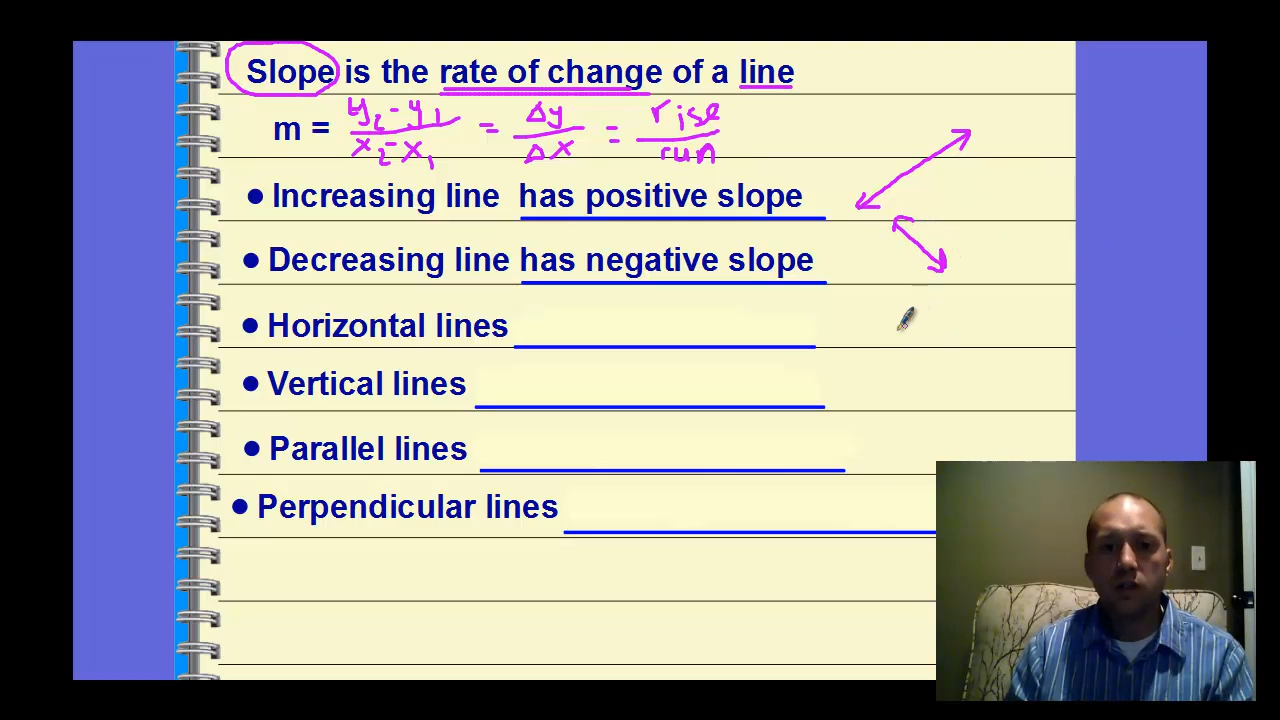 Slope is the rate of change of a line
m = y₂-y₁/x₂-x₁ = Δy/Δx = rise/run
• Increasing line has positive slope
• Decreasing line has negative slope
• Horizontal lines
• Vertical lines
• Parallel lines
• Perpendicular lines